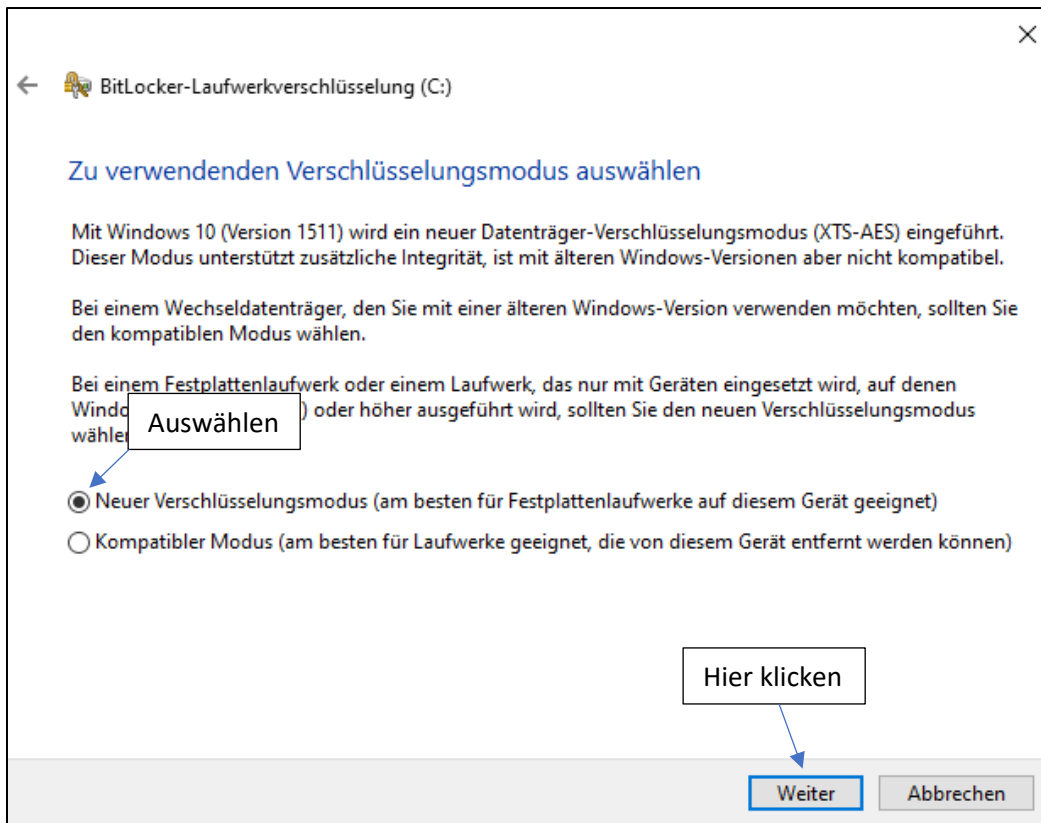 BitLocker-Laufwerkverschlüsselung (C:)
Zu verwendenden Verschlüsselungsmodus auswählen
Mit Windows 10 (Version 1511) wird ein neuer Datenträger-Verschlüsselungsmodus (XTS-AES) eingeführt.
Dieser Modus unterstützt zusätzliche Integrität, ist mit älteren Windows-Versionen aber nicht kompatibel.
Bei einem Wechseldatenträger, den Sie mit einer älteren Windows-Version verwenden möchten, sollten Sie
den kompatiblen Modus wählen.
Bei einem Festplattenlaufwerk oder einem Laufwerk, das nur mit Geräten eingesetzt wird, auf denen
) oder höher ausgeführt wird, sollten Sie den neuen Verschlüsselungsmodus
Auswählen
Neuer Verschlüsselungsmodus (am besten für Festplattenlaufwerke auf diesem Gerät geeignet)
Kompatibler Modus (am besten für Laufwerke geeignet, die von diesem Gerät entfernt werden können)
Hier klicken
Weiter Abbrechen